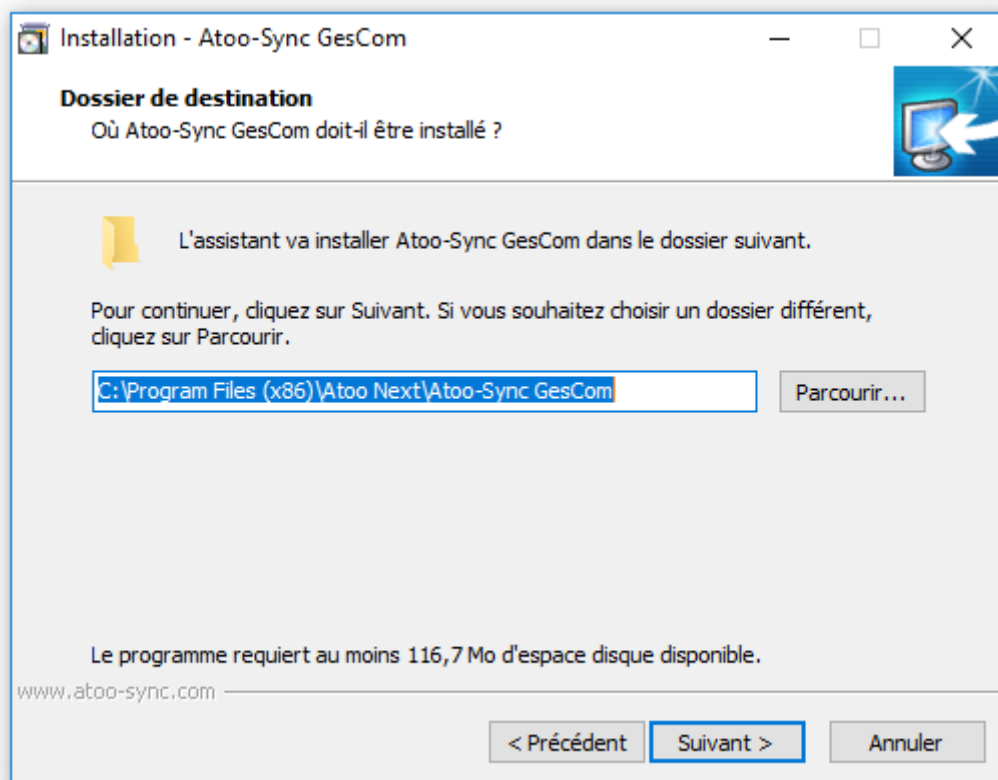 Installation - Atoo-Sync GesCom
Dossier de destination
Où Atoo-Sync GesCom doit-il être installé ?
L'assistant va installer Atoo-Sync GesCom dans le dossier suivant.
Pour continuer, cliquez sur Suivant. Si vous souhaitez choisir un dossier différent,
cliquez sur Parcourir.
C:\Program Files (x86)\Atoo Next\Atoo-Sync GesCom
Parcourir...
Le programme requiert au moins 116,7 Mo d'espace disque disponible.
www.atoo-sync.com
< Précédent
Suivant >
Annuler